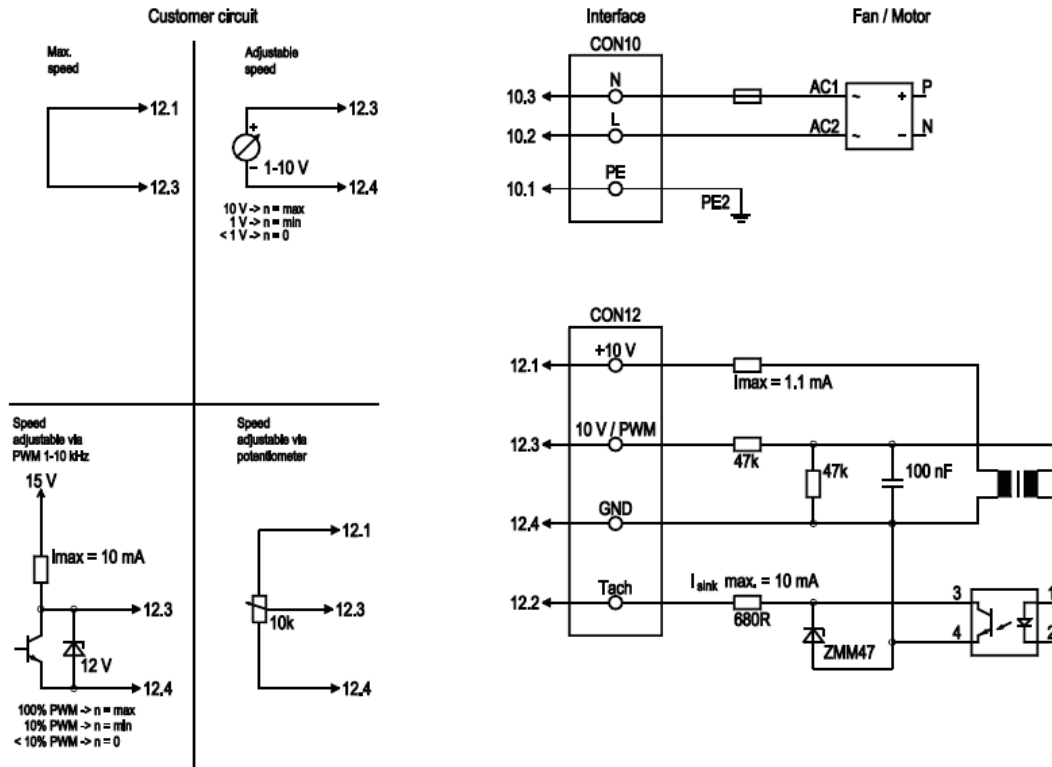 Customer circuit
Interface
Fan / Motor
Max.
speed
12.1
12.3
Adjustable
speed
12.3
+
1-10 V
–
12.4
10 V -> n = max
1 V -> n = min
< 1 V -> n = 0
CON10
N
10.3
AC1
~
+
P
L
10.2
AC2
~
–
N
PE
10.1
PE2
CON12
+10 V
12.1
Imax = 1.1 mA
10 V / PWM
12.3
47k
47k
100 nF
GND
12.4
Tach
12.2
Isink max. = 10 mA
680R
ZMM47
3
4
1
2
Speed
adjustable via
PWM 1-10 kHz
15 V
Imax = 10 mA
12.3
12 V
12.4
100% PWM -> n = max
10% PWM -> n = min
< 10% PWM -> n = 0
Speed
adjustable via
potentiometer
12.1
12.3
10k
12.4